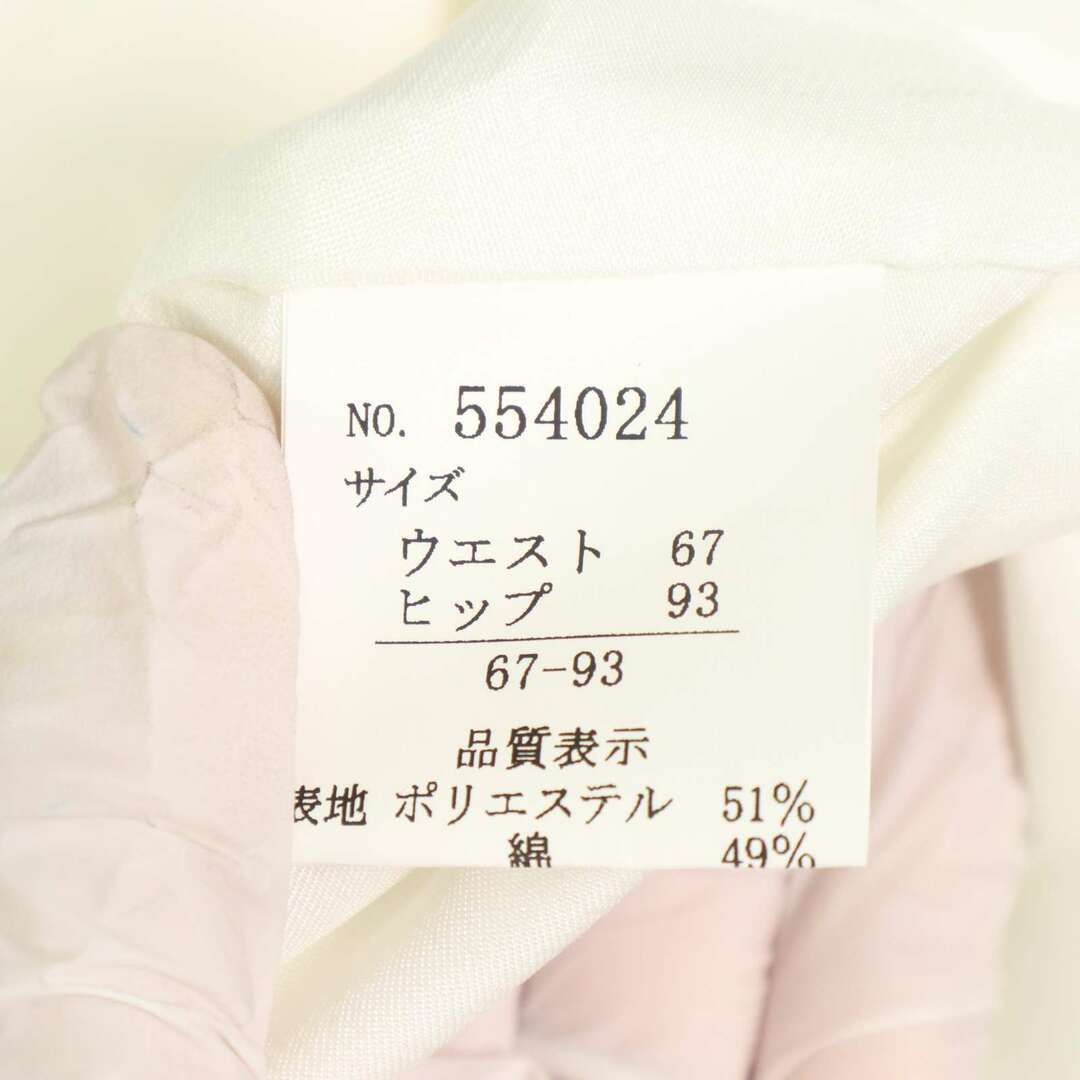 NO. 554024
サイズ
ウエスト 67
ヒップ 93
67-93
品質表示
表地 ポリエステル 51%
綿 49%